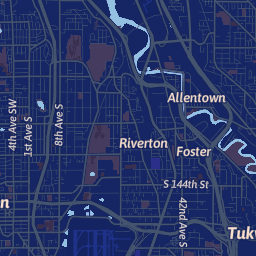 Allentown
4th Ave SW
1st Ave S
8th Ave S
Riverton
Foster
S 144th St
42nd Ave S
n
Tukw